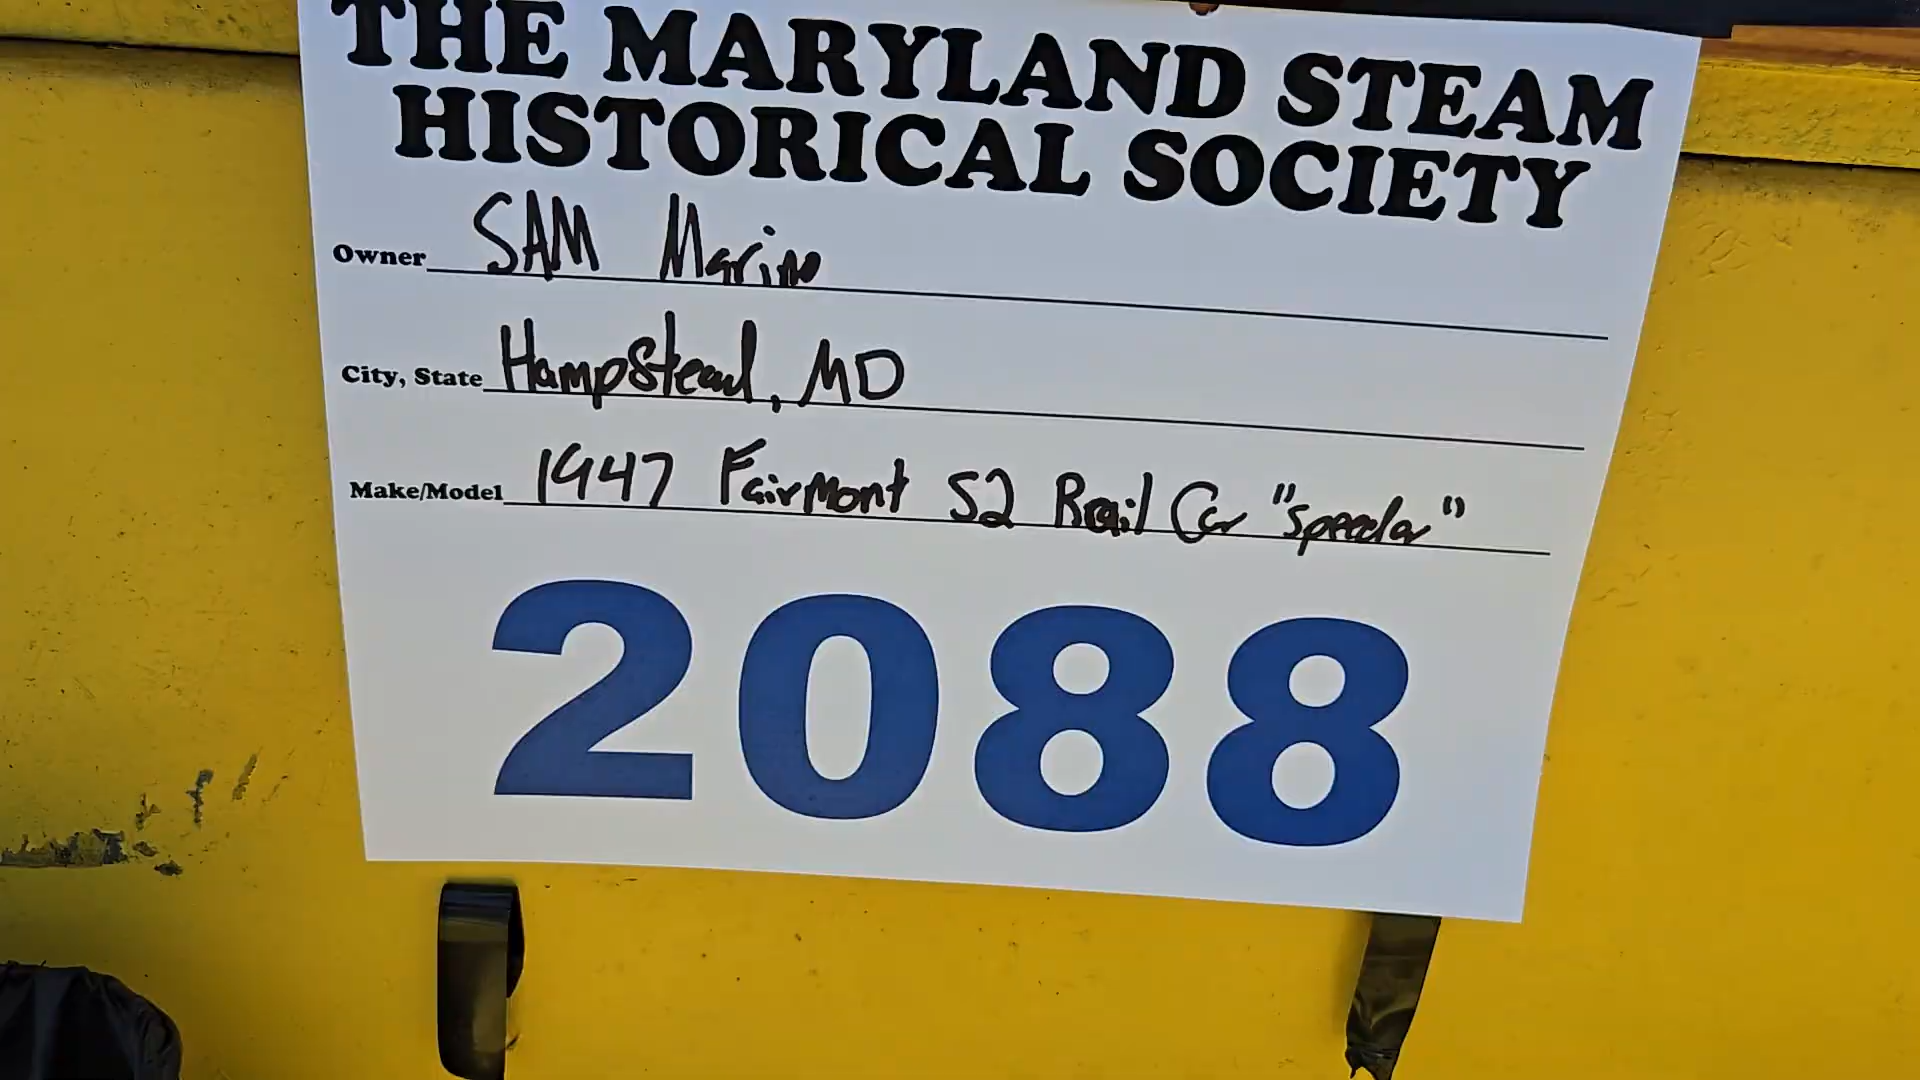 THE MARYLAND STEAM
HISTORICAL SOCIETY
Owner SAM Marino
City, State Hampstead, MD
Make/Model 1947 Fairmont S2 Rail Car "Speeder"
2088